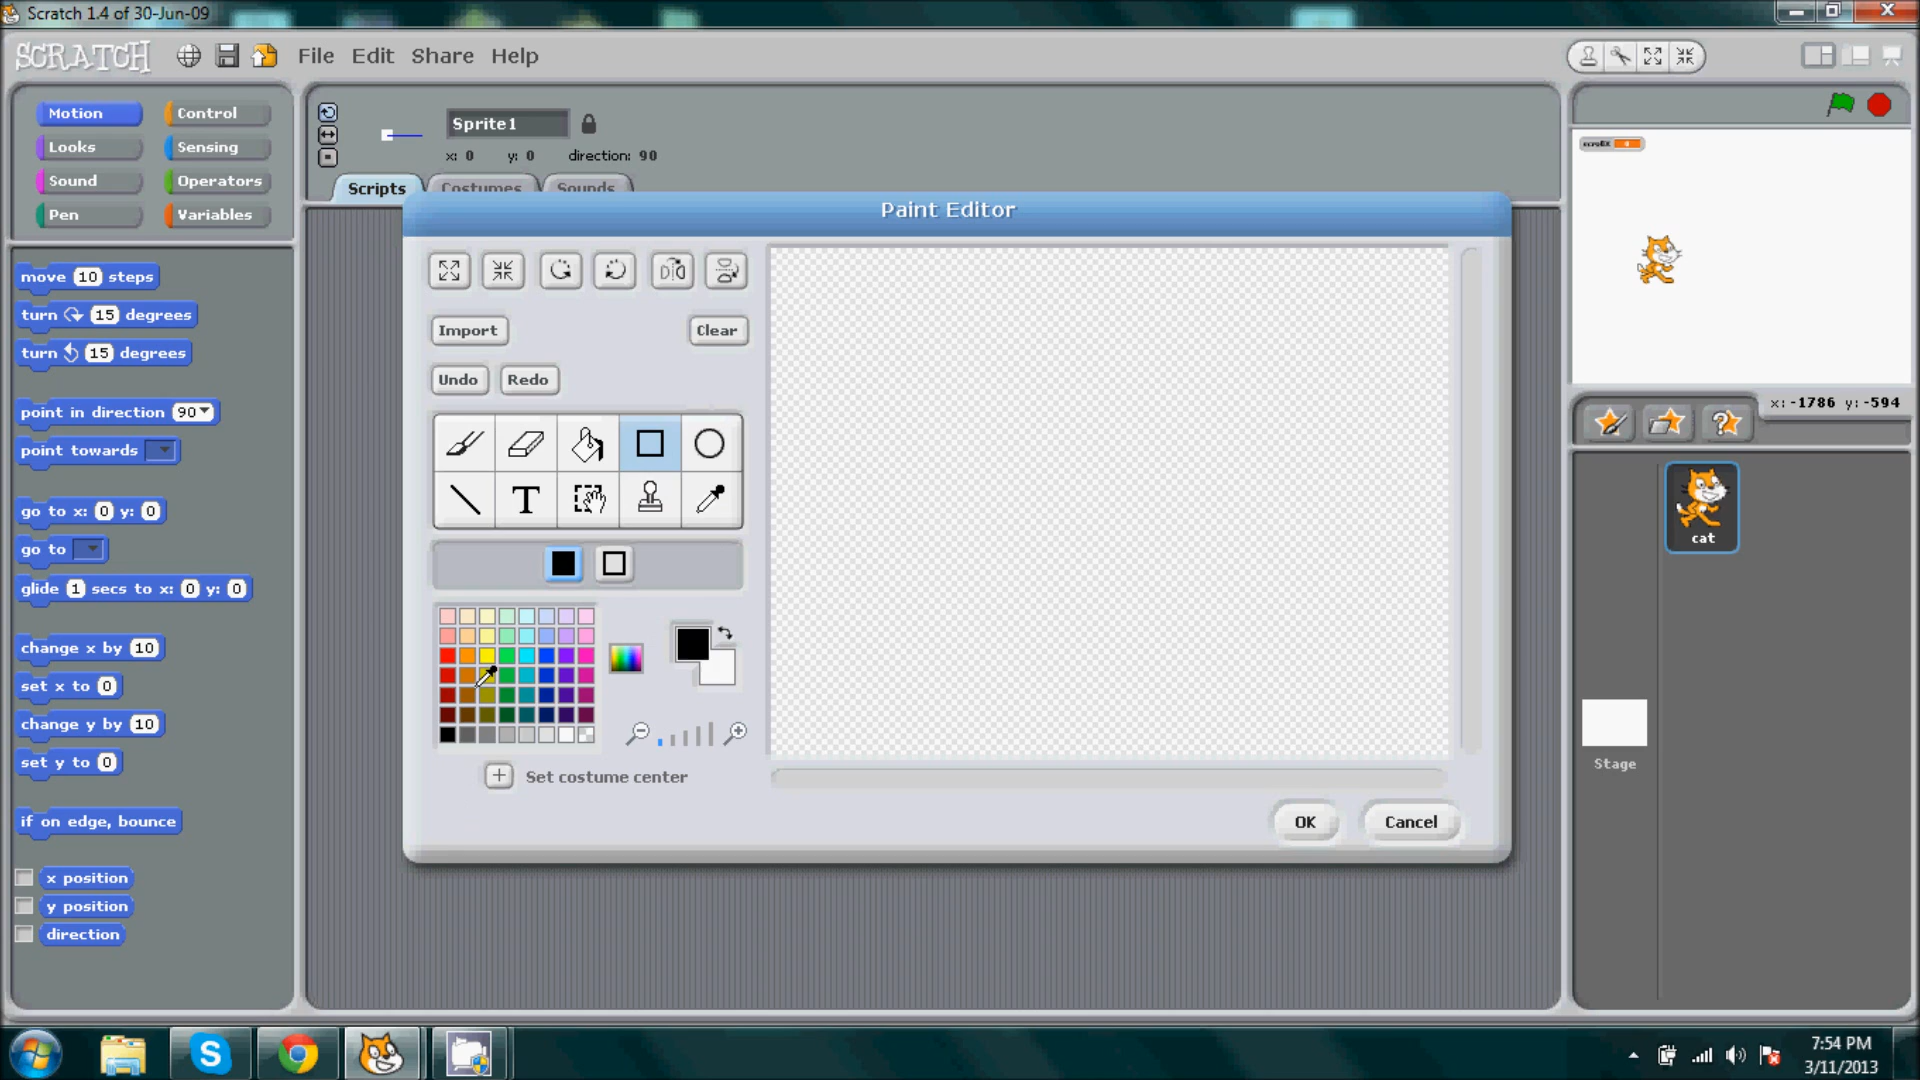 Scratch 1.4 of 30-Jun-09
SCRATCH File Edit Share Help
Motion Control
Looks Sensing
Sound Operators
Pen Variables
Sprite1
x: 0 y: 0 direction: 90
Scripts Costumes Sounds
Paint Editor
move 10 steps
turn 15 degrees
turn 15 degrees
point in direction 90
point towards
go to x: 0 y: 0
go to
glide 1 secs to x: 0 y: 0
change x by 10
set x to 0
change y by 10
set y to 0
if on edge, bounce
x position
y position
direction
Import Clear
Undo Redo
T
Set costume center
OK Cancel
x: -1786 y: -594
cat
Stage
7:54 PM
3/11/2013